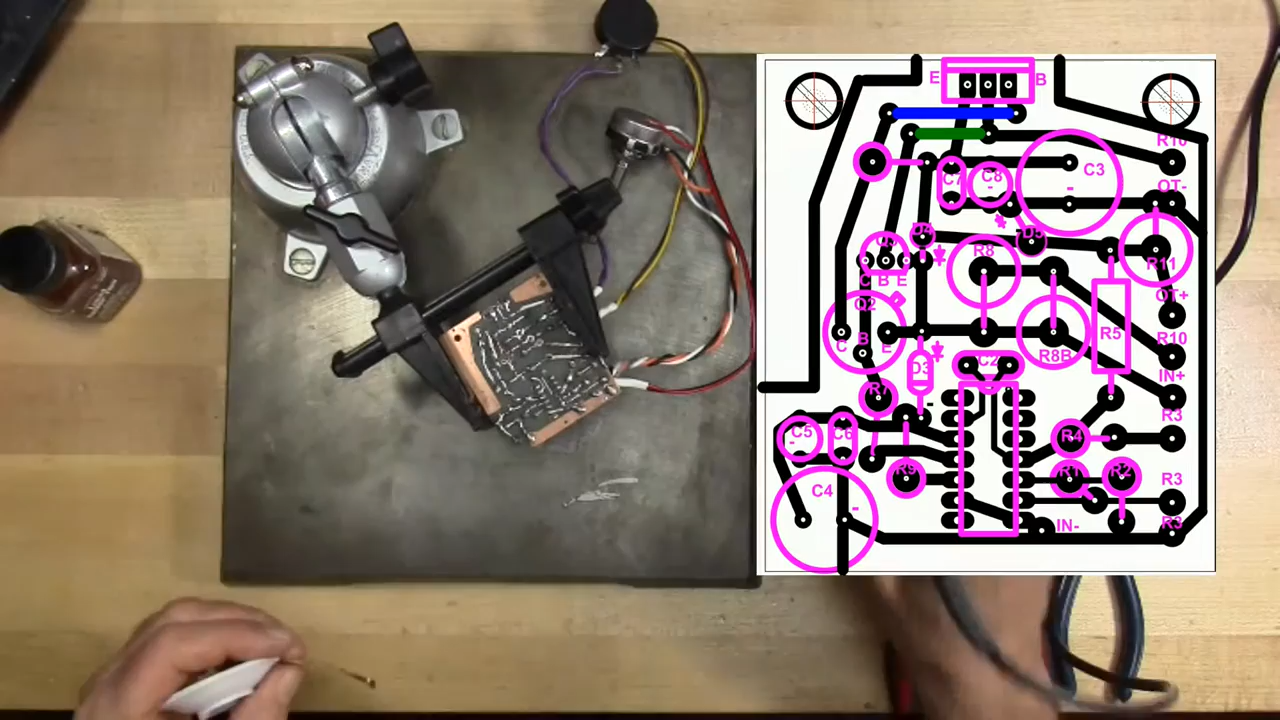 E B
R10
C7 C8 C3
OT-
D4 D5
Q3
R8 R11
C B E
OT+
Q2
R5
C B E
R8B R10
D3 C2
IN+
R7
R3
C5 C6 R4
R9 R1 R2 R3
C4
IN- R3